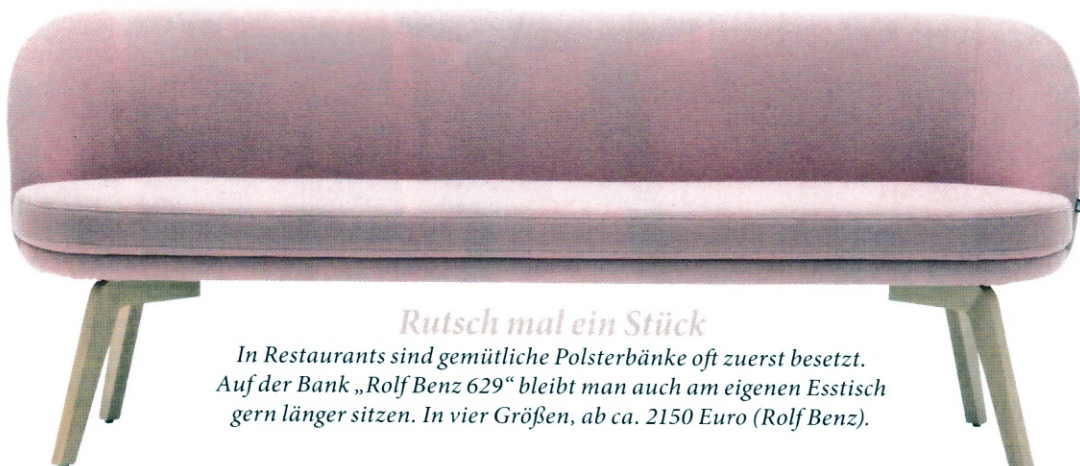 Rutsch mal ein Stück
In Restaurants sind gemütliche Polsterbänke oft zuerst besetzt.
Auf der Bank „Rolf Benz 629“ bleibt man auch am eigenen Esstisch
gern länger sitzen. In vier Größen, ab ca. 2150 Euro (Rolf Benz).